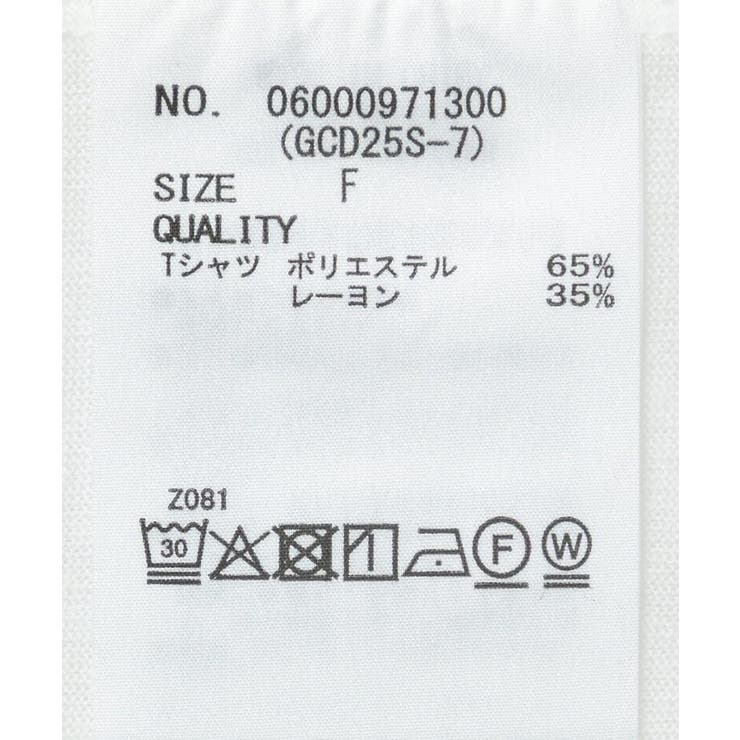 NO. 06000971300
(GCD25S-7)
SIZE F
QUALITY
Tシャツ ポリエステル 65%
レーヨン 35%
Z081
30 F W